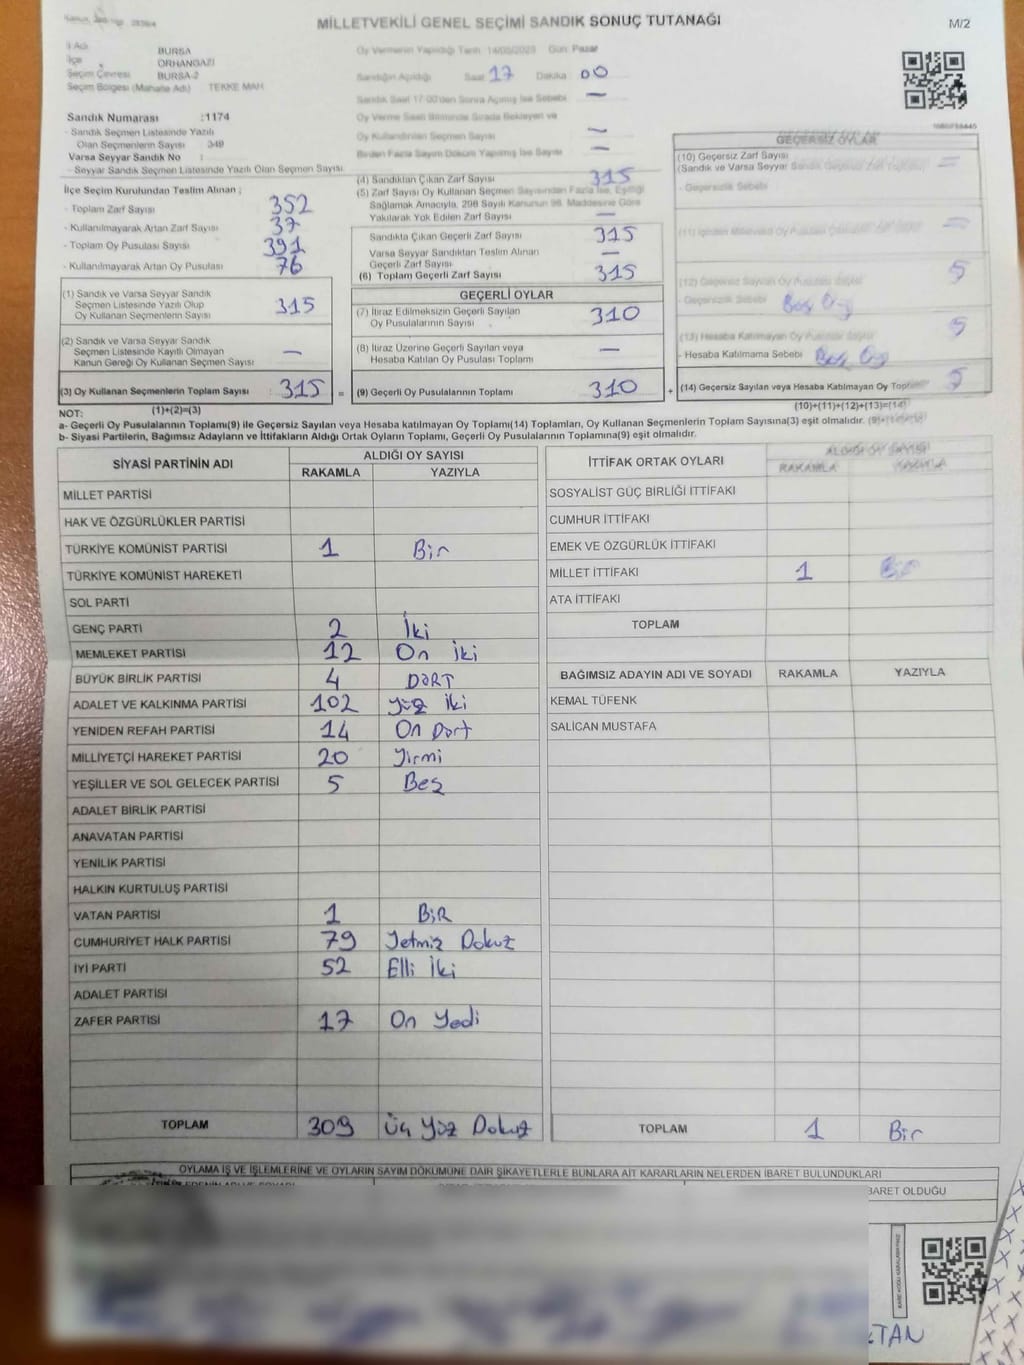 MİLLETVEKİLİ GENEL SEÇİMİ SANDIK SONUÇ TUTANAĞI
M/2
İl Adı BURSA
İlçe ORHANGAZİ
Seçim Çevresi BURSA-2
Seçim Bölgesi (Mahalle Adı) TEKKE MAH
Oy Vermenin Yapıldığı Tarih 14/05/2023 Gün: Pazar
Sandığın Açıldığı Saat 17 Dakika 00
Sandık Saat 17:00'den Sonra Açılmış İse Sebebi —
Oy Verme Saati Bitiminde Sırada Bekleyen ve
Oy Kullandırılan Seçmen Sayısı —
Birden Fazla Sayım Döküm Yapılmış İse Sayısı —
Sandık Numarası :1174
- Sandık Seçmen Listesinde Yazılı
Olan Seçmenlerin Sayısı 349
Varsa Seyyar Sandık No :
- Seyyar Sandık Seçmen Listesinde Yazılı Olan Seçmen Sayısı
İlçe Seçim Kurulundan Teslim Alınan ;
- Toplam Zarf Sayısı 352
- Kullanılmayarak Artan Zarf Sayısı 37
- Toplam Oy Pusulası Sayısı 391
- Kullanılmayarak Artan Oy Pusulası 76
(1) Sandık ve Varsa Seyyar Sandık
Seçmen Listesinde Yazılı Olup
Oy Kullanan Seçmenlerin Sayısı 315
(2) Sandık ve Varsa Seyyar Sandık
Seçmen Listesinde Kayıtlı Olmayan
Kanun Gereği Oy Kullanan Seçmen Sayısı —
(3) Oy Kullanan Seçmenlerin Toplam Sayısı 315 =
(1)+(2)=(3)
(4) Sandıktan Çıkan Zarf Sayısı 315
(5) Zarf Sayısı Oy Kullanan Seçmen Sayısından Fazla İse, Eşitliği
Sağlamak Amacıyla, 298 Sayılı Kanunun 98. Maddesine Göre
Yakılarak Yok Edilen Zarf Sayısı —
Sandıkta Çıkan Geçerli Zarf Sayısı 315
Varsa Seyyar Sandıktan Teslim Alınan
Geçerli Zarf Sayısı —
(6) Toplam Geçerli Zarf Sayısı 315
GEÇERLİ OYLAR
(7) İtiraz Edilmeksizin Geçerli Sayılan
Oy Pusulalarının Sayısı 310
(8) İtiraz Üzerine Geçerli Sayılan veya
Hesaba Katılan Oy Pusulası Toplamı —
(9) Geçerli Oy Pusulalarının Toplamı 310 +
GEÇERSİZ OYLAR
(10) Geçersiz Zarf Sayısı
(Sandık ve Varsa Seyyar Sandık
- Geçersizlik Sebebi
(12) Geçersiz Sayılan Oy Pusulası Sayısı 5
- Geçersizlik Sebebi Boş Oy
(13) Hesaba Katılmayan Oy Pusulası Sayısı 5
- Hesaba Katılmama Sebebi Boş Oy
(14) Geçersiz Sayılan veya Hesaba Katılmayan Oy Toplamı 5
(10)+(11)+(12)+(13)=(14)
NOT:
a- Geçerli Oy Pusulalarının Toplamı(9) ile Geçersiz Sayılan veya Hesaba katılmayan Oy Toplamı(14) Toplamları, Oy Kullanan Seçmenlerin Toplam Sayısına(3) eşit olmalıdır.
b- Siyasi Partilerin, Bağımsız Adayların ve İttifakların Aldığı Ortak Oyların Toplamı, Geçerli Oy Pusulalarının Toplamına(9) eşit olmalıdır.
SİYASİ PARTİNİN ADI ALDIĞI OY SAYISI
RAKAMLA YAZIYLA
MİLLET PARTİSİ
HAK VE ÖZGÜRLÜKLER PARTİSİ
TÜRKİYE KOMÜNİST PARTİSİ 1 Bir
TÜRKİYE KOMÜNİST HAREKETİ
SOL PARTİ
GENÇ PARTİ 2 İki
MEMLEKET PARTİSİ 12 On iki
BÜYÜK BİRLİK PARTİSİ 4 DÖRT
ADALET VE KALKINMA PARTİSİ 102 Yüz iki
YENİDEN REFAH PARTİSİ 14 On Dört
MİLLİYETÇİ HAREKET PARTİSİ 20 Yirmi
YEŞİLLER VE SOL GELECEK PARTİSİ 5 Beş
ADALET BİRLİK PARTİSİ
ANAVATAN PARTİSİ
YENİLİK PARTİSİ
HALKIN KURTULUŞ PARTİSİ
VATAN PARTİSİ 1 BİR
CUMHURİYET HALK PARTİSİ 79 Yetmiş Dokuz
İYİ PARTİ 52 Elli iki
ADALET PARTİSİ
ZAFER PARTİSİ 17 On Yedi
TOPLAM 309 Üç Yüz Dokuz
İTTİFAK ORTAK OYLARI ALDIĞI OY SAYISI
RAKAMLA YAZIYLA
SOSYALİST GÜÇ BİRLİĞİ İTTİFAKI
CUMHUR İTTİFAKI
EMEK VE ÖZGÜRLÜK İTTİFAKI
MİLLET İTTİFAKI 1 Bir
ATA İTTİFAKI
TOPLAM
BAĞIMSIZ ADAYIN ADI VE SOYADI RAKAMLA YAZIYLA
KEMAL TÜFENK
SALİCAN MUSTAFA
TOPLAM 1 Bir
OYLAMA İŞ VE İŞLEMLERİNE VE OYLARIN SAYIM DÖKÜMÜNE DAİR ŞİKAYETLERLE BUNLARA AİT KARARLARIN NELERDEN İBARET BULUNDUKLARI
BARET OLDUĞU
TAN